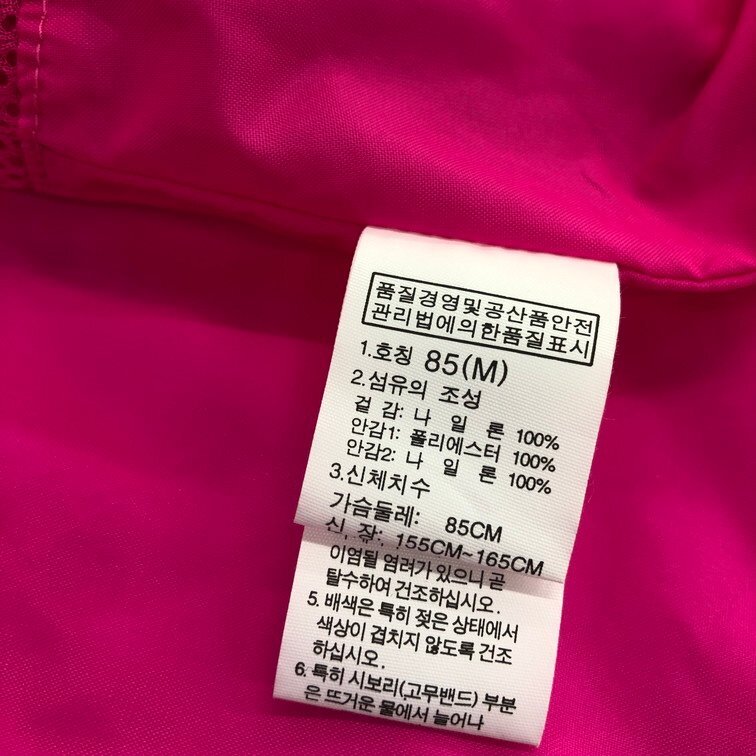 품질경영및공산품안전
관리법에의한품질표시
1.호칭 85(M)
2.섬유의 조성
겉 감: 나 일 론 100%
안감1: 폴리에스터 100%
안감2: 나 일 론 100%
3.신체치수
가슴둘레: 85CM
신, 장: 155CM~165CM
이염될 염려가 있으니 곧
탈수하여 건조하십시오.
5. 배색은 특히 젖은 상태에서
색상이 겹치지 않도록 건조
하십시오.
6. 특히 시보리(고무밴드) 부분
은 뜨거운 물에서 늘어나